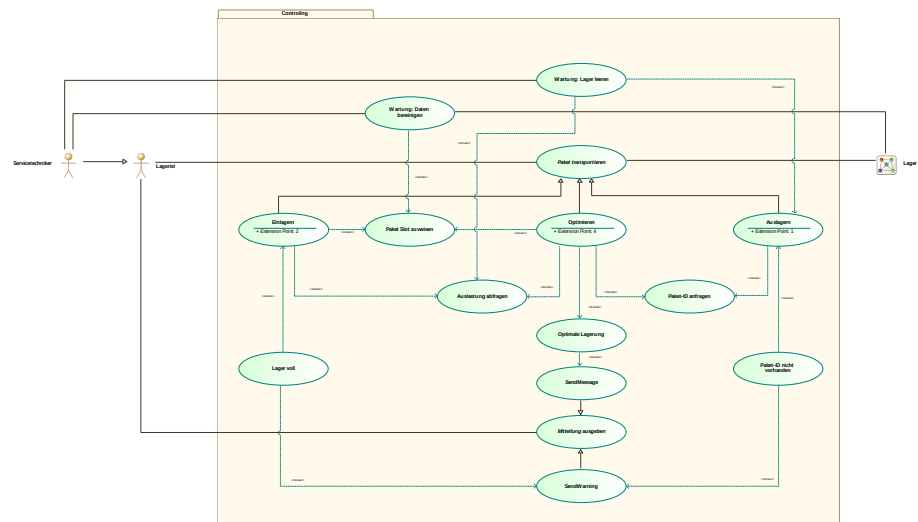 Controling
Wartung: Lager leeren
Wartung: Daten
bereinigen
Servicetechniker
Lagerist
Paket transportieren
Lager
Einlagern
+ Extension Point: 2
Paket Slot zuweisen
Optimieren
+ Extension Point: 4
Auslagern
+ Extension Point: 1
Auslastung abfragen
Paket-ID anfragen
Optimale Lagerung
Lager voll
SendMessage
Paket-ID nicht
vorhanden
Mitteilung ausgeben
SendWarning